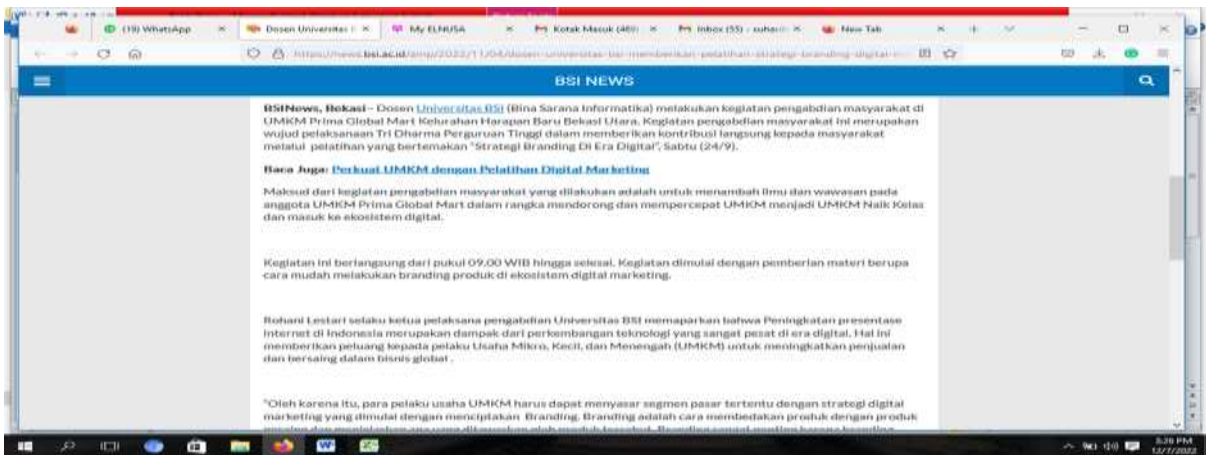 (19) WhatsApp
Dosen Universitas
My ELNUSA
Kotak Masuk
Inbox (55)
New Tab
BSI NEWS
BSINews, Bekasi – Dosen Universitas BSI (Bina Sarana Informatika) melakukan kegiatan pengabdian masyarakat di
UMKM Prima Global Mart Kelurahan Harapan Baru Bekasi Utara. Kegiatan pengabdian masyarakat ini merupakan
wujud pelaksanaan Tri Dharma Perguruan Tinggi dalam memberikan kontribusi langsung kepada masyarakat
melalui pelatihan yang bertemakan "Strategi Branding Di Era Digital", Sabtu (24/9).
Baca Juga: Perkuat UMKM dengan Pelatihan Digital Marketing
Maksud dari kegiatan pengabdian masyarakat yang dilakukan adalah untuk menambah ilmu dan wawasan pada
anggota UMKM Prima Global Mart dalam rangka mendorong dan mempercepat UMKM menjadi UMKM Naik Kelas
dan masuk ke ekosistem digital.
Kegiatan ini berlangsung dari pukul 09.00 WIB hingga selesai. Kegiatan dimulai dengan pemberian materi berupa
cara mudah melakukan branding produk di ekosistem digital marketing.
Rohani Lestari selaku ketua pelaksana pengabdian Universitas BSI memaparkan bahwa Peningkatan presentase
internet di Indonesia merupakan dampak dari perkembangan teknologi yang sangat pesat di era digital. Hal ini
memberikan peluang kepada pelaku Usaha Mikro, Kecil, dan Menengah (UMKM) untuk meningkatkan penjualan
dan bersaing dalam bisnis global .
"Oleh karena itu, para pelaku usaha UMKM harus dapat menyasar segmen pasar tertentu dengan strategi digital
marketing yang dimulai dengan menciptakan Branding. Branding adalah cara membedakan produk dengan produk
5:26 PM
12/7/2022